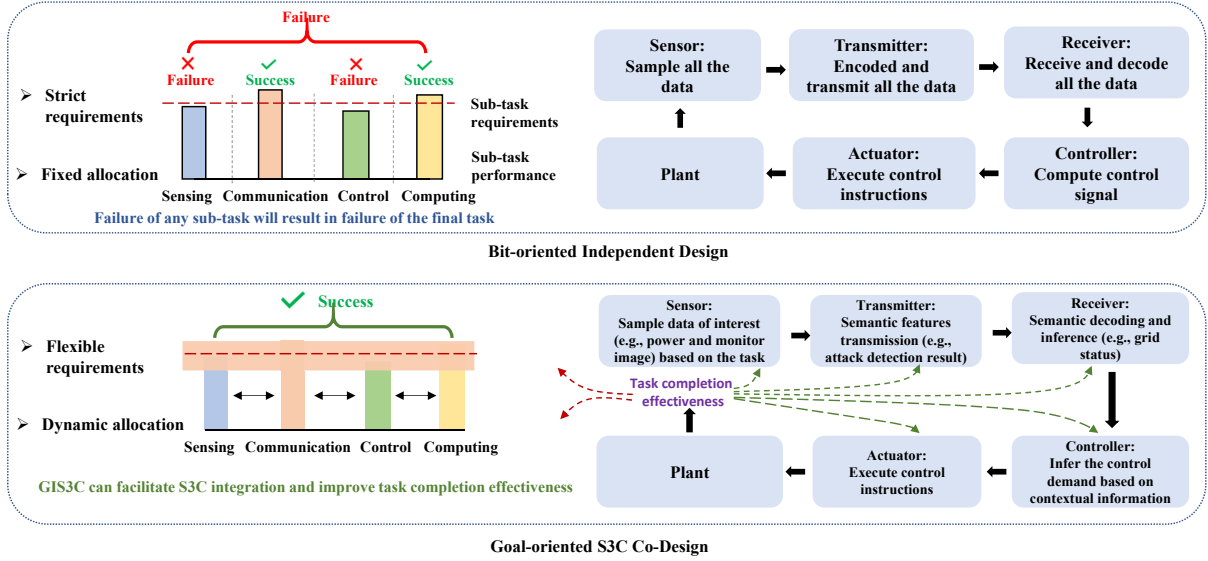 Failure
Failure
Success
Failure
Success
➢ Strict
requirements
Sub-task
requirements
➢ Fixed allocation
Sub-task
performance
Sensing Communication Control Computing
Failure of any sub-task will result in failure of the final task
Sensor:
Sample all the
data
Transmitter:
Encoded and
transmit all the data
Receiver:
Receive and decode
all the data
Plant
Actuator:
Execute control
instructions
Controller:
Compute control
signal
Bit-oriented Independent Design
Success
➢ Flexible
requirements
➢ Dynamic allocation
Sensing Communication Control Computing
GIS3C can facilitate S3C integration and improve task completion effectiveness
Sensor:
Sample data of interest
(e.g., power and monitor
image) based on the task
Transmitter:
Semantic features
transmission (e.g.,
attack detection result)
Receiver:
Semantic decoding and
inference (e.g., grid
status)
Task completion
effectiveness
Plant
Actuator:
Execute control
instructions
Controller:
Infer the control
demand based on
contextual information
Goal-oriented S3C Co-Design